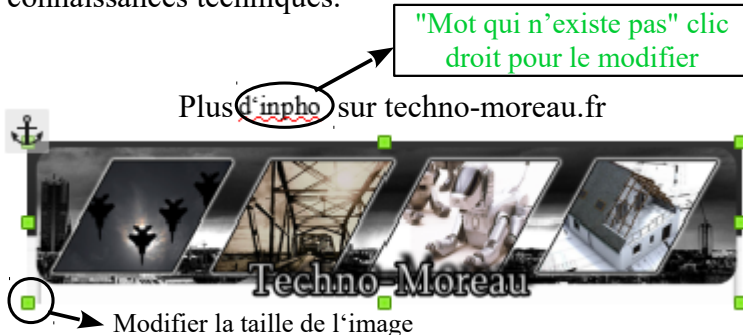 connaissances techniques.
"Mot qui n’existe pas" clic
droit pour le modifier
Plus d‘inpho sur techno-moreau.fr
Techno-Moreau
Modifier la taille de l‘image